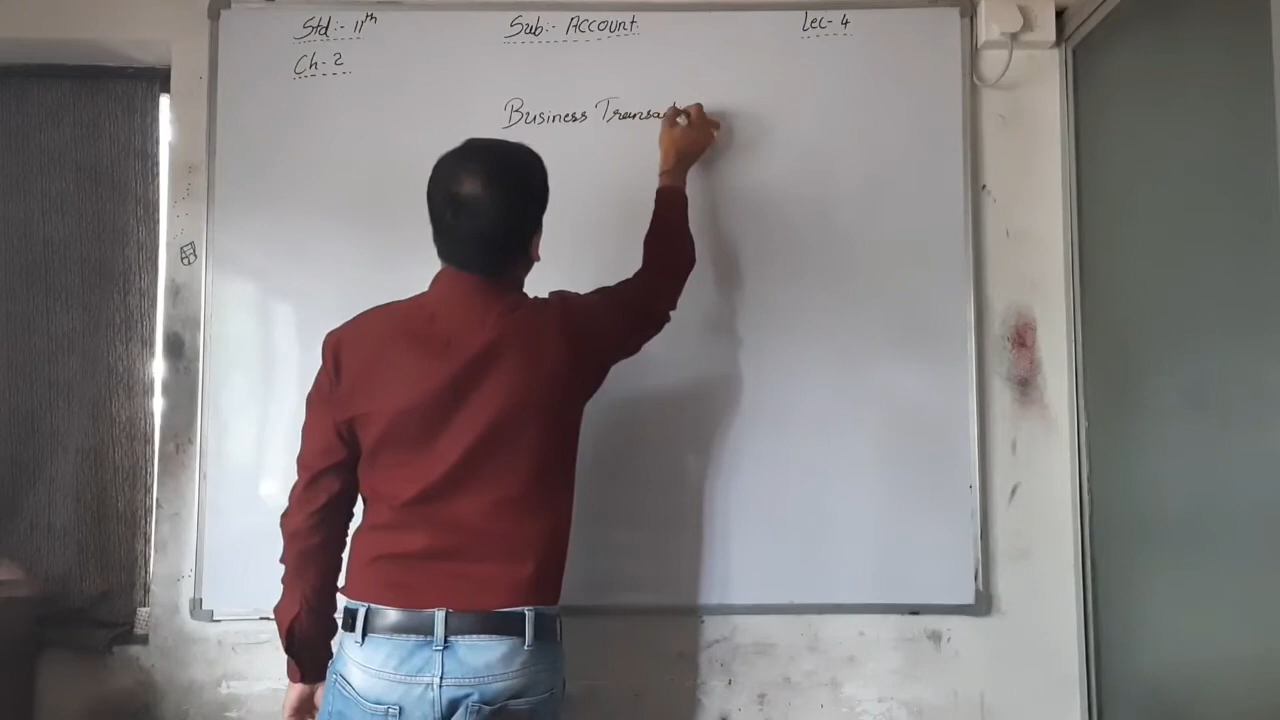 Std:- 11th Sub:- Account Lec- 4
Ch- 2
Business